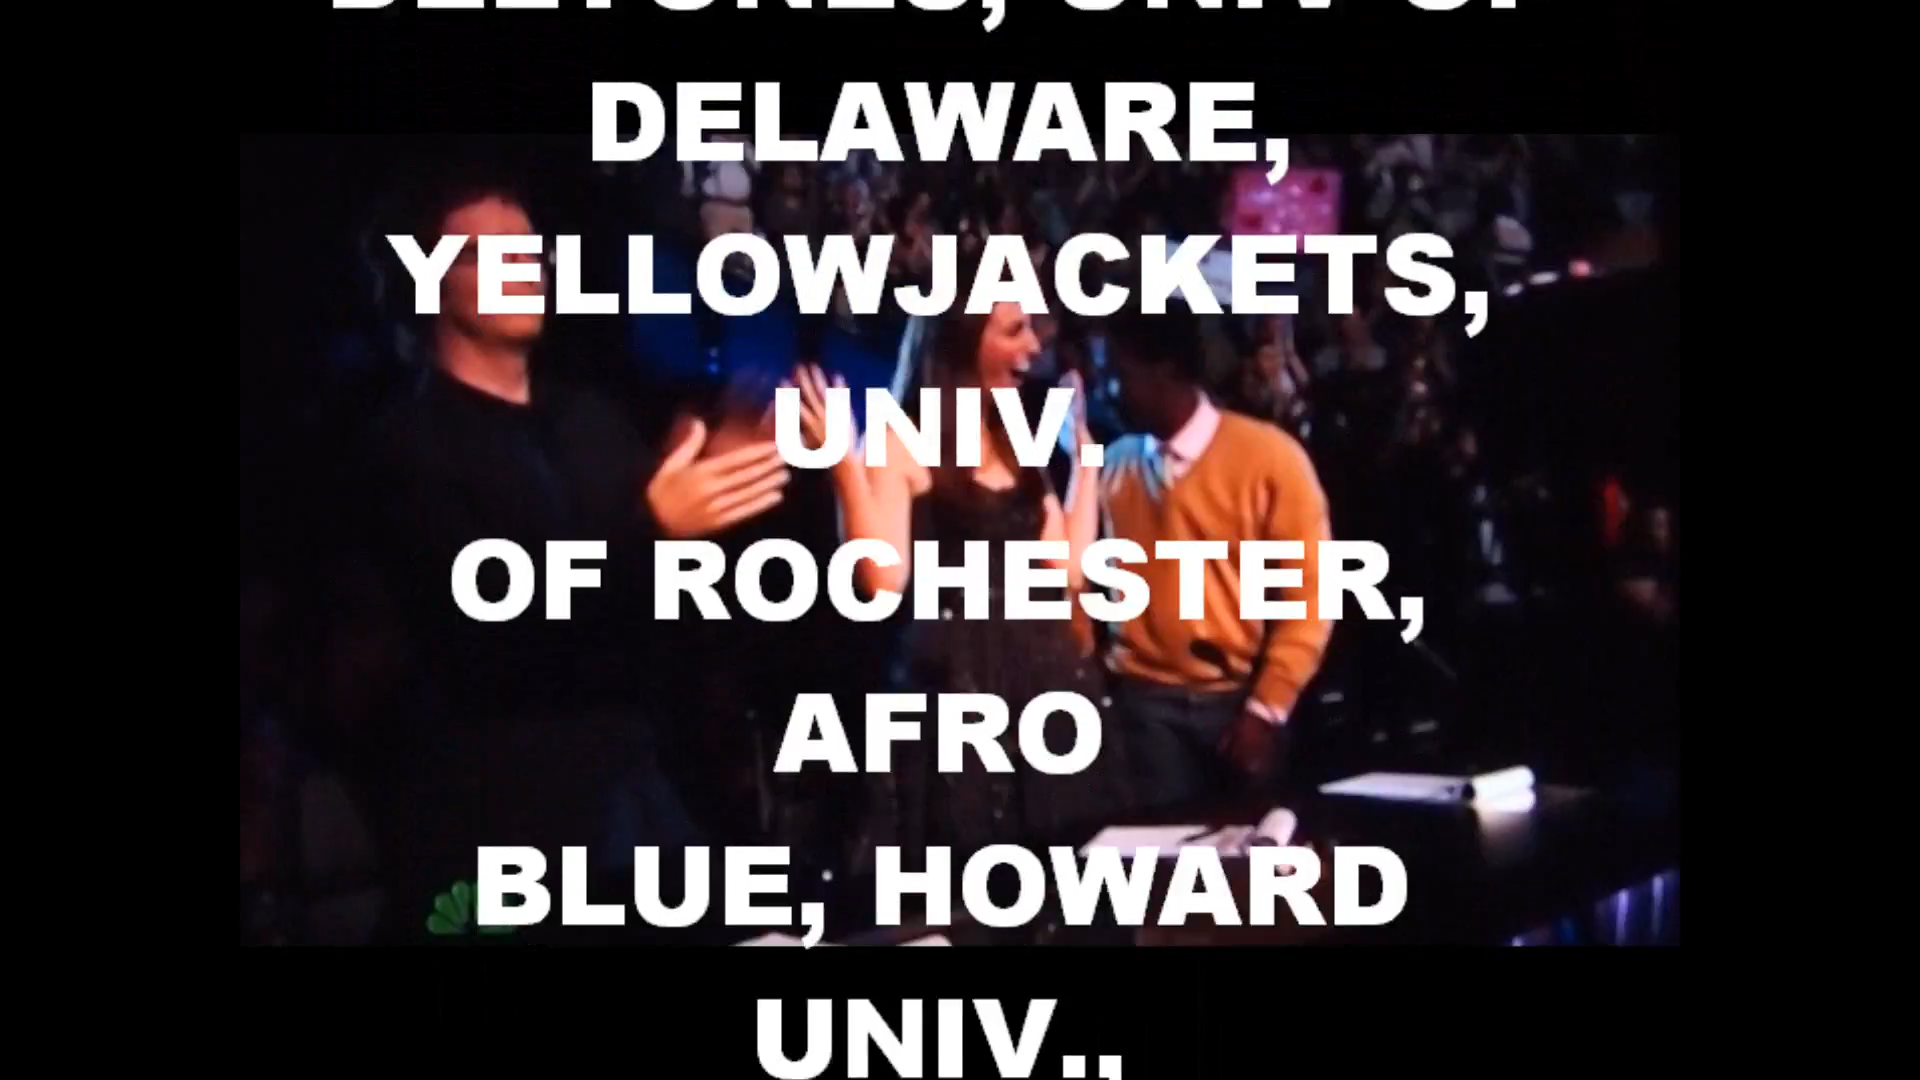 DELAWARE,
YELLOWJACKETS,
UNIV.
OF ROCHESTER,
AFRO
BLUE, HOWARD
UNIV.,